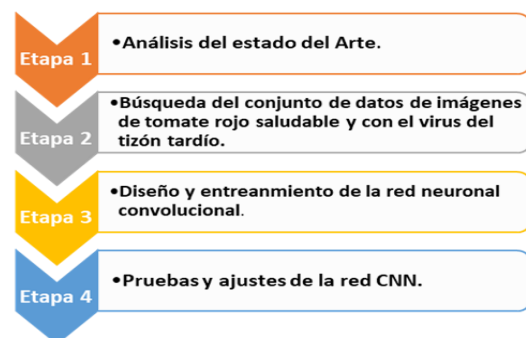 Etapa 1
•Análisis del estado del Arte.
Etapa 2
•Búsqueda del conjunto de datos de imágenes
de tomate rojo saludable y con el virus del
tizón tardío.
Etapa 3
•Diseño y entreanmiento de la red neuronal
convolucional.
Etapa 4
•Pruebas y ajustes de la red CNN.